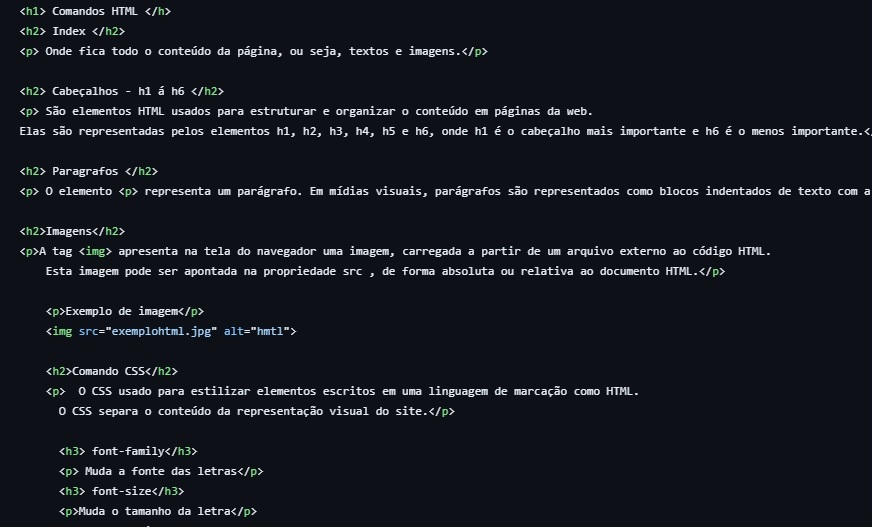 <h1> Comandos HTML </h>
<h2> Index </h2>
<p> Onde fica todo o conteúdo da página, ou seja, textos e imagens.</p>
<h2> Cabeçalhos - h1 á h6 </h2>
<p> São elementos HTML usados para estruturar e organizar o conteúdo em páginas da web.
Elas são representadas pelos elementos h1, h2, h3, h4, h5 e h6, onde h1 é o cabeçalho mais importante e h6 é o menos importante.<
<h2> Paragrafos </h2>
<p> O elemento <p> representa um parágrafo. Em mídias visuais, parágrafos são representados como blocos indentados de texto com a
<h2>Imagens</h2>
<p>A tag <img> apresenta na tela do navegador uma imagem, carregada a partir de um arquivo externo ao código HTML.
Esta imagem pode ser apontada na propriedade src , de forma absoluta ou relativa ao documento HTML.</p>
<p>Exemplo de imagem</p>
<img src="exemplohtml.jpg" alt="hmtl">
<h2>Comando CSS</h2>
<p>  O CSS usado para estilizar elementos escritos em uma linguagem de marcação como HTML.
O CSS separa o conteúdo da representação visual do site.</p>
<h3> font-family</h3>
<p> Muda a fonte das letras</p>
<h3> font-size</h3>
<p>Muda o tamanho da letra</p>